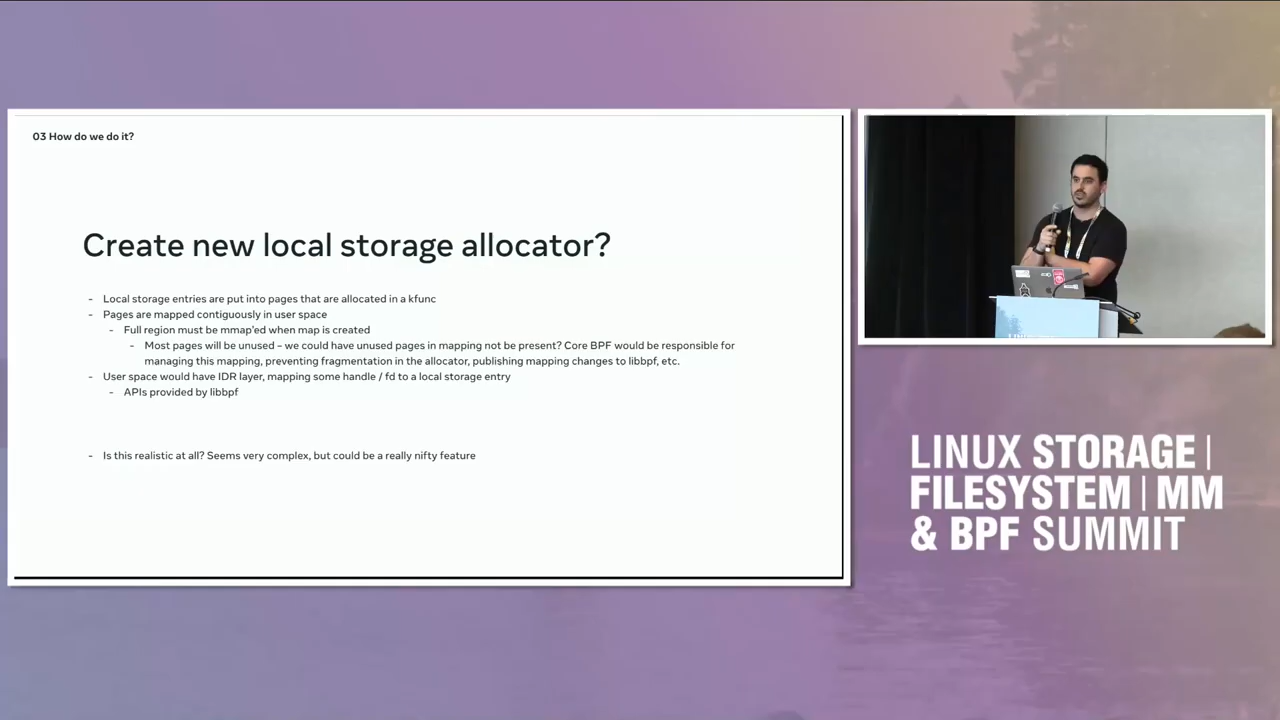 03 How do we do it?
Create new local storage allocator?
- Local storage entries are put into pages that are allocated in a kfunc
- Pages are mapped contiguously in user space
- Full region must be mmap'ed when map is created
- Most pages will be unused – we could have unused pages in mapping not be present? Core BPF would be responsible for
managing this mapping, preventing fragmentation in the allocator, publishing mapping changes to libbpf, etc.
- User space would have IDR layer, mapping some handle / fd to a local storage entry
- APIs provided by libbpf
- Is this realistic at all? Seems very complex, but could be a really nifty feature
LINUX STORAGE |
FILESYSTEM | MM
& BPF SUMMIT